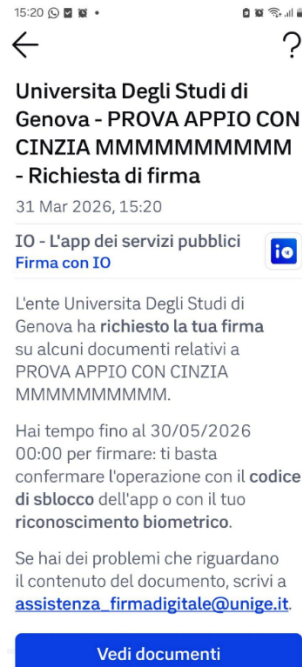 15:20
Universita Degli Studi di
Genova - PROVA APPIO CON
CINZIA MMMMMMMMMM
- Richiesta di firma
31 Mar 2026, 15:20
IO - L'app dei servizi pubblici
Firma con IO
io
L'ente Universita Degli Studi di
Genova ha richiesto la tua firma
su alcuni documenti relativi a
PROVA APPIO CON CINZIA
MMMMMMMMMM.
Hai tempo fino al 30/05/2026
00:00 per firmare: ti basta
confermare l'operazione con il codice
di sblocco dell'app o con il tuo
riconoscimento biometrico.
Se hai dei problemi che riguardano
il contenuto del documento, scrivi a
assistenza_firmadigitale@unige.it.
Vedi documenti